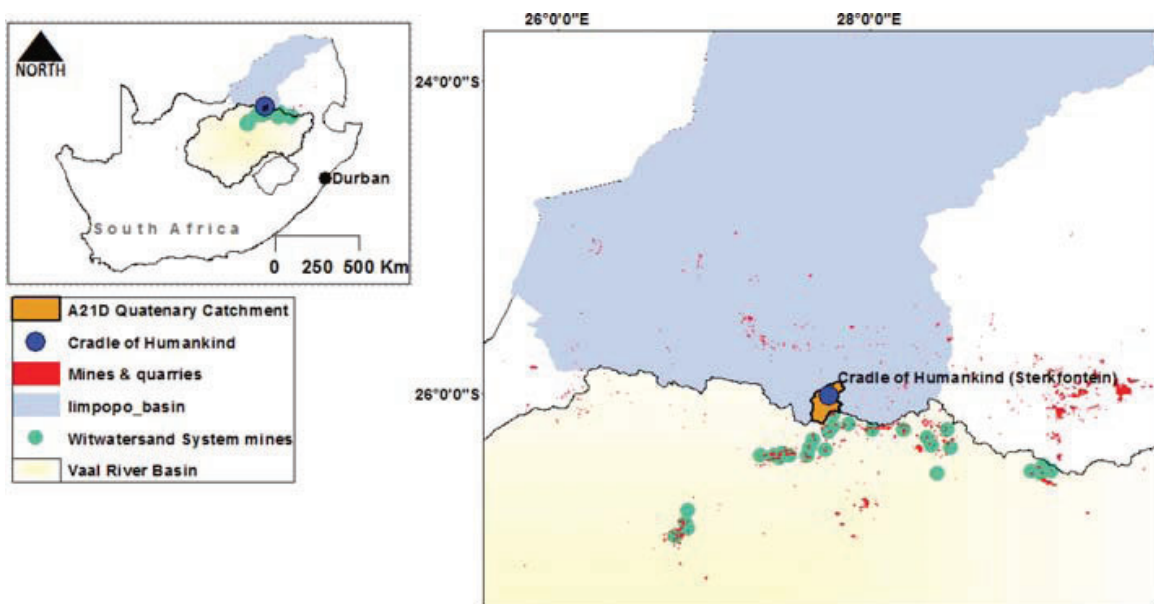 NORTH
Durban
South Africa
0 250 500 Km
A21D Quatenary Catchment
Cradle of Humankind
Mines & quarries
limpopo_basin
Witwatersand System mines
Vaal River Basin
26°0'0"E 28°0'0"E
24°0'0"S
26°0'0"S
Cradle of Humankind (Sterkfontein)